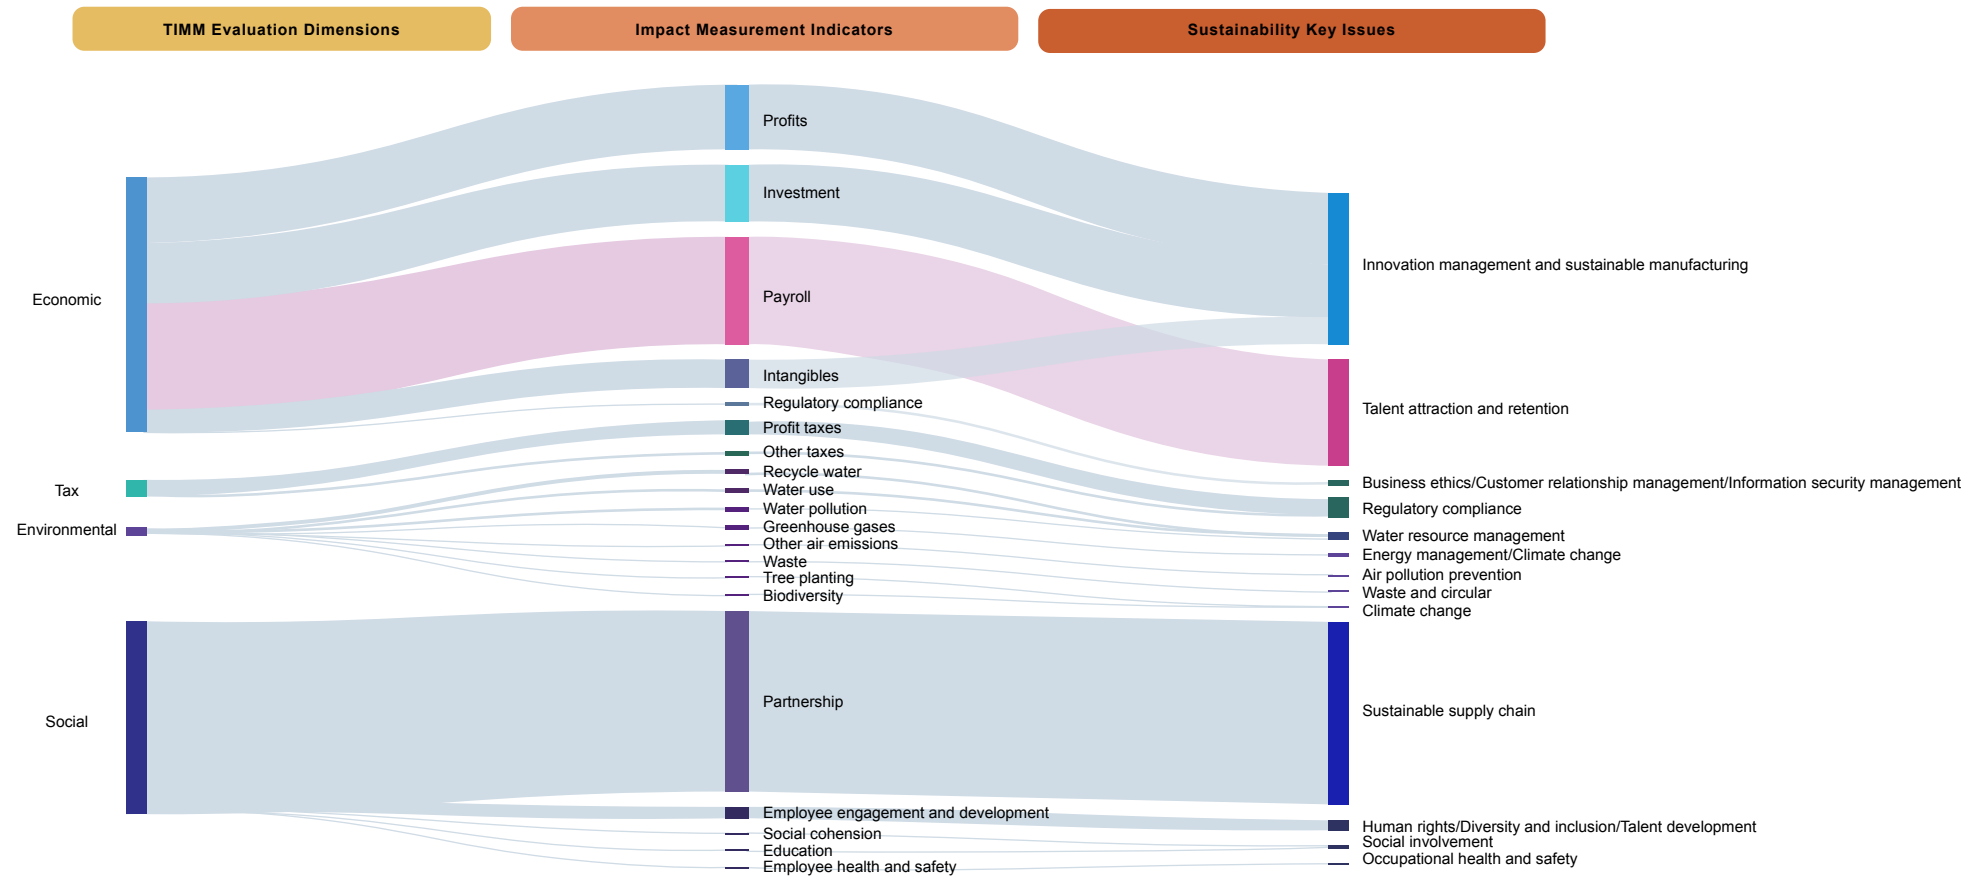 TIMM Evaluation Dimensions
Impact Measurement Indicators
Sustainability Key Issues
Economic
Tax
Environmental
Social
Profits
Investment
Payroll
Intangibles
Regulatory compliance
Profit taxes
Other taxes
Recycle water
Water use
Water pollution
Greenhouse gases
Other air emissions
Waste
Tree planting
Biodiversity
Partnership
Employee engagement and development
Social cohension
Education
Employee health and safety
Innovation management and sustainable manufacturing
Talent attraction and retention
Business ethics/Customer relationship management/Information security management
Regulatory compliance
Water resource management
Energy management/Climate change
Air pollution prevention
Waste and circular
Climate change
Sustainable supply chain
Human rights/Diversity and inclusion/Talent development
Social involvement
Occupational health and safety